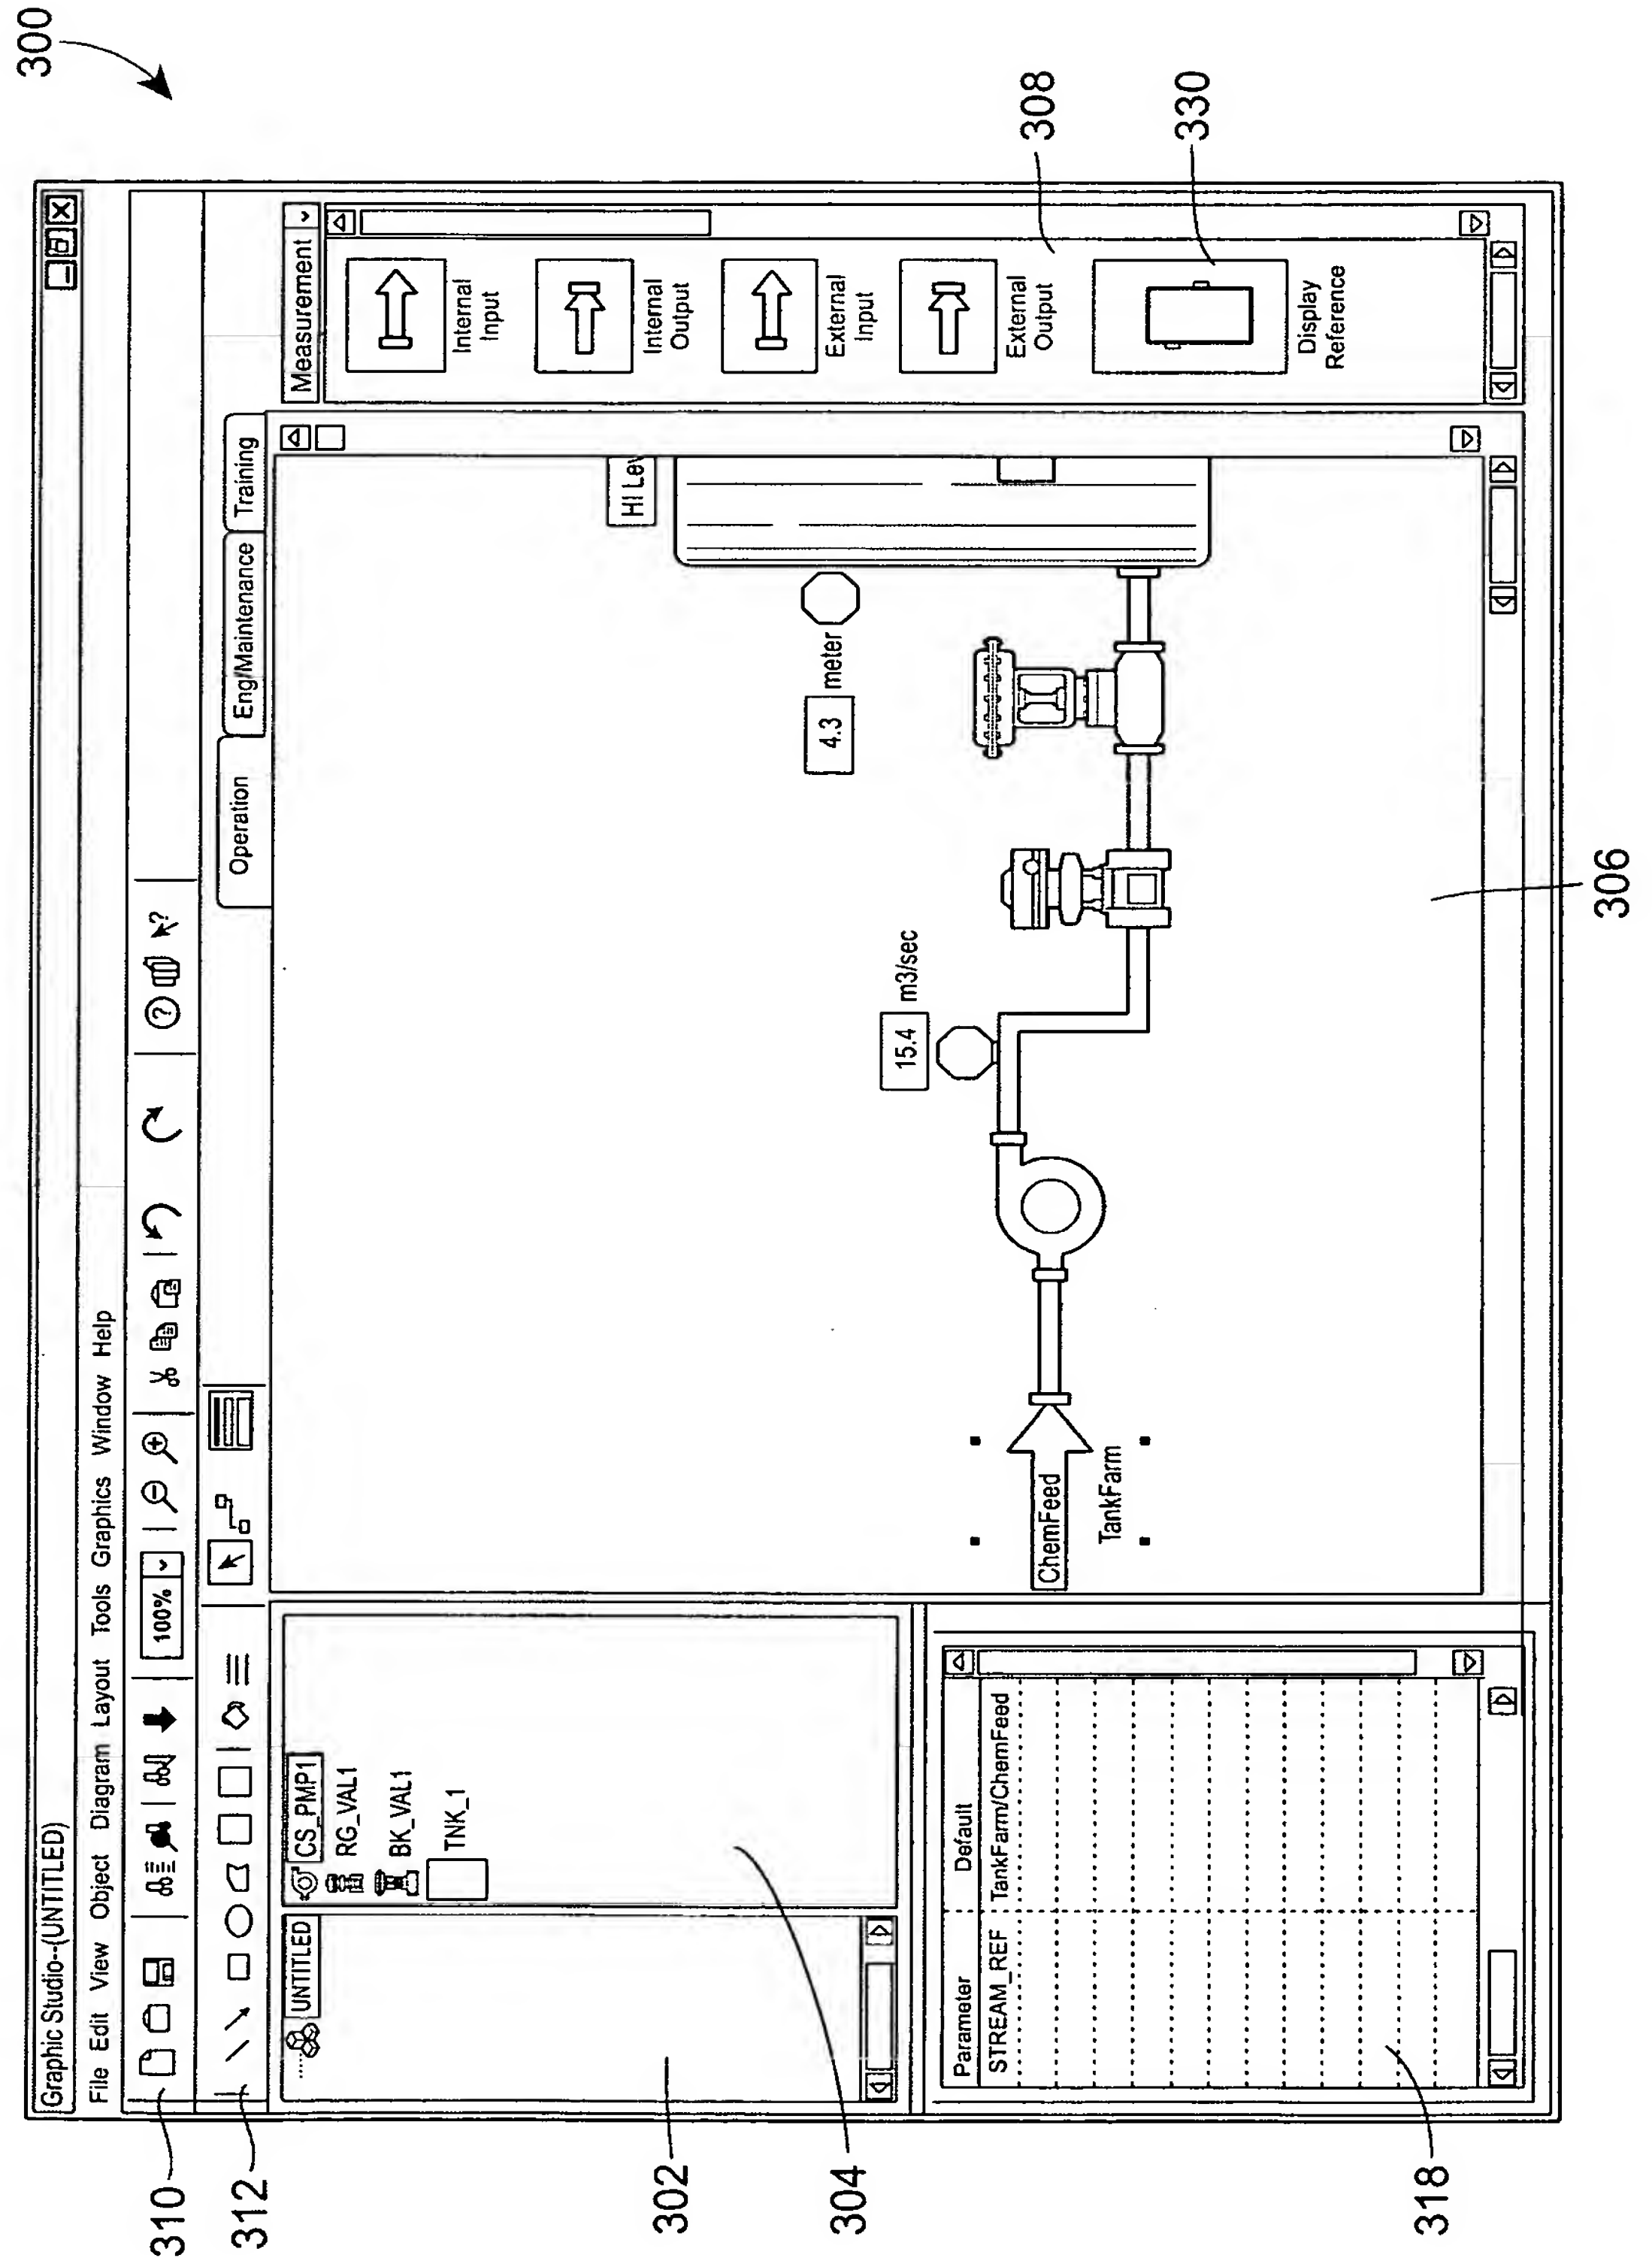 300
Graphic Studio--(UNTITLED)
File Edit View Object Diagram Layout Tools Graphics Window Help
310
100%
?
?
312
Operation
Eng/Maintenance
Training
Measurement
UNTITLED
CS_PMP1
RG_VAL1
BK_VAL1
TNK_1
302
304
Parameter
Default
STREAM_REF
TankFarm/ChemFeed
318
ChemFeed
TankFarm
15.4
m3/sec
4.3
meter
HI Lev
306
Internal
Input
Internal
Output
External
Input
External
Output
Display
Reference
308
330